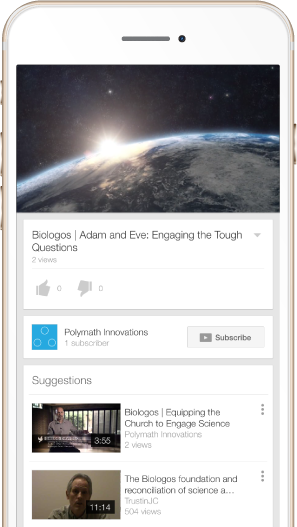 Biologos | Adam and Eve: Engaging the Tough
Questions
2 views
0
0
Polymath Innovations
1 subscriber
Subscribe
Suggestions
3:55
Biologos | Equipping the
Church to Engage Science
Polymath Innovations
2 views
11:14
The Biologos foundation and
reconciliation of science a...
TrustinJC
504 views